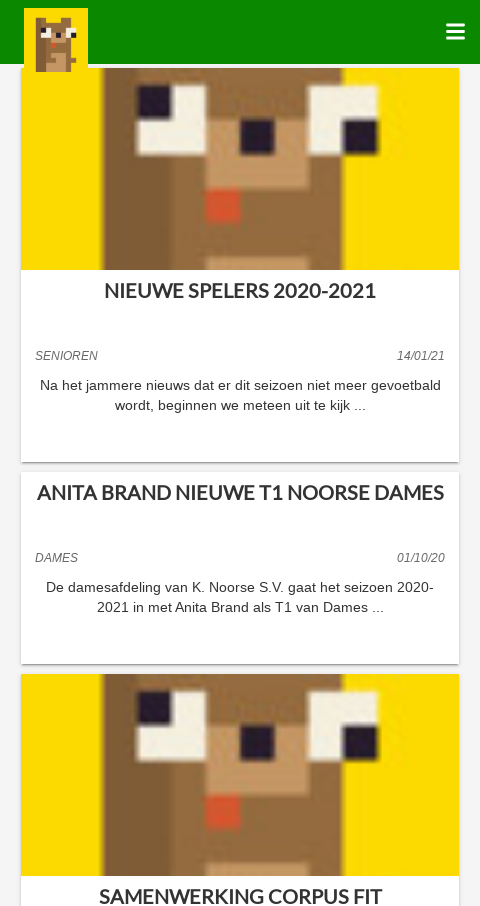 NIEUWE SPELERS 2020-2021
SENIOREN 14/01/21
Na het jammere nieuws dat er dit seizoen niet meer gevoetbald
wordt, beginnen we meteen uit te kijk ...
ANITA BRAND NIEUWE T1 NOORSE DAMES
DAMES 01/10/20
De damesafdeling van K. Noorse S.V. gaat het seizoen 2020-
2021 in met Anita Brand als T1 van Dames ...
SAMENWERKING CORPUS FIT